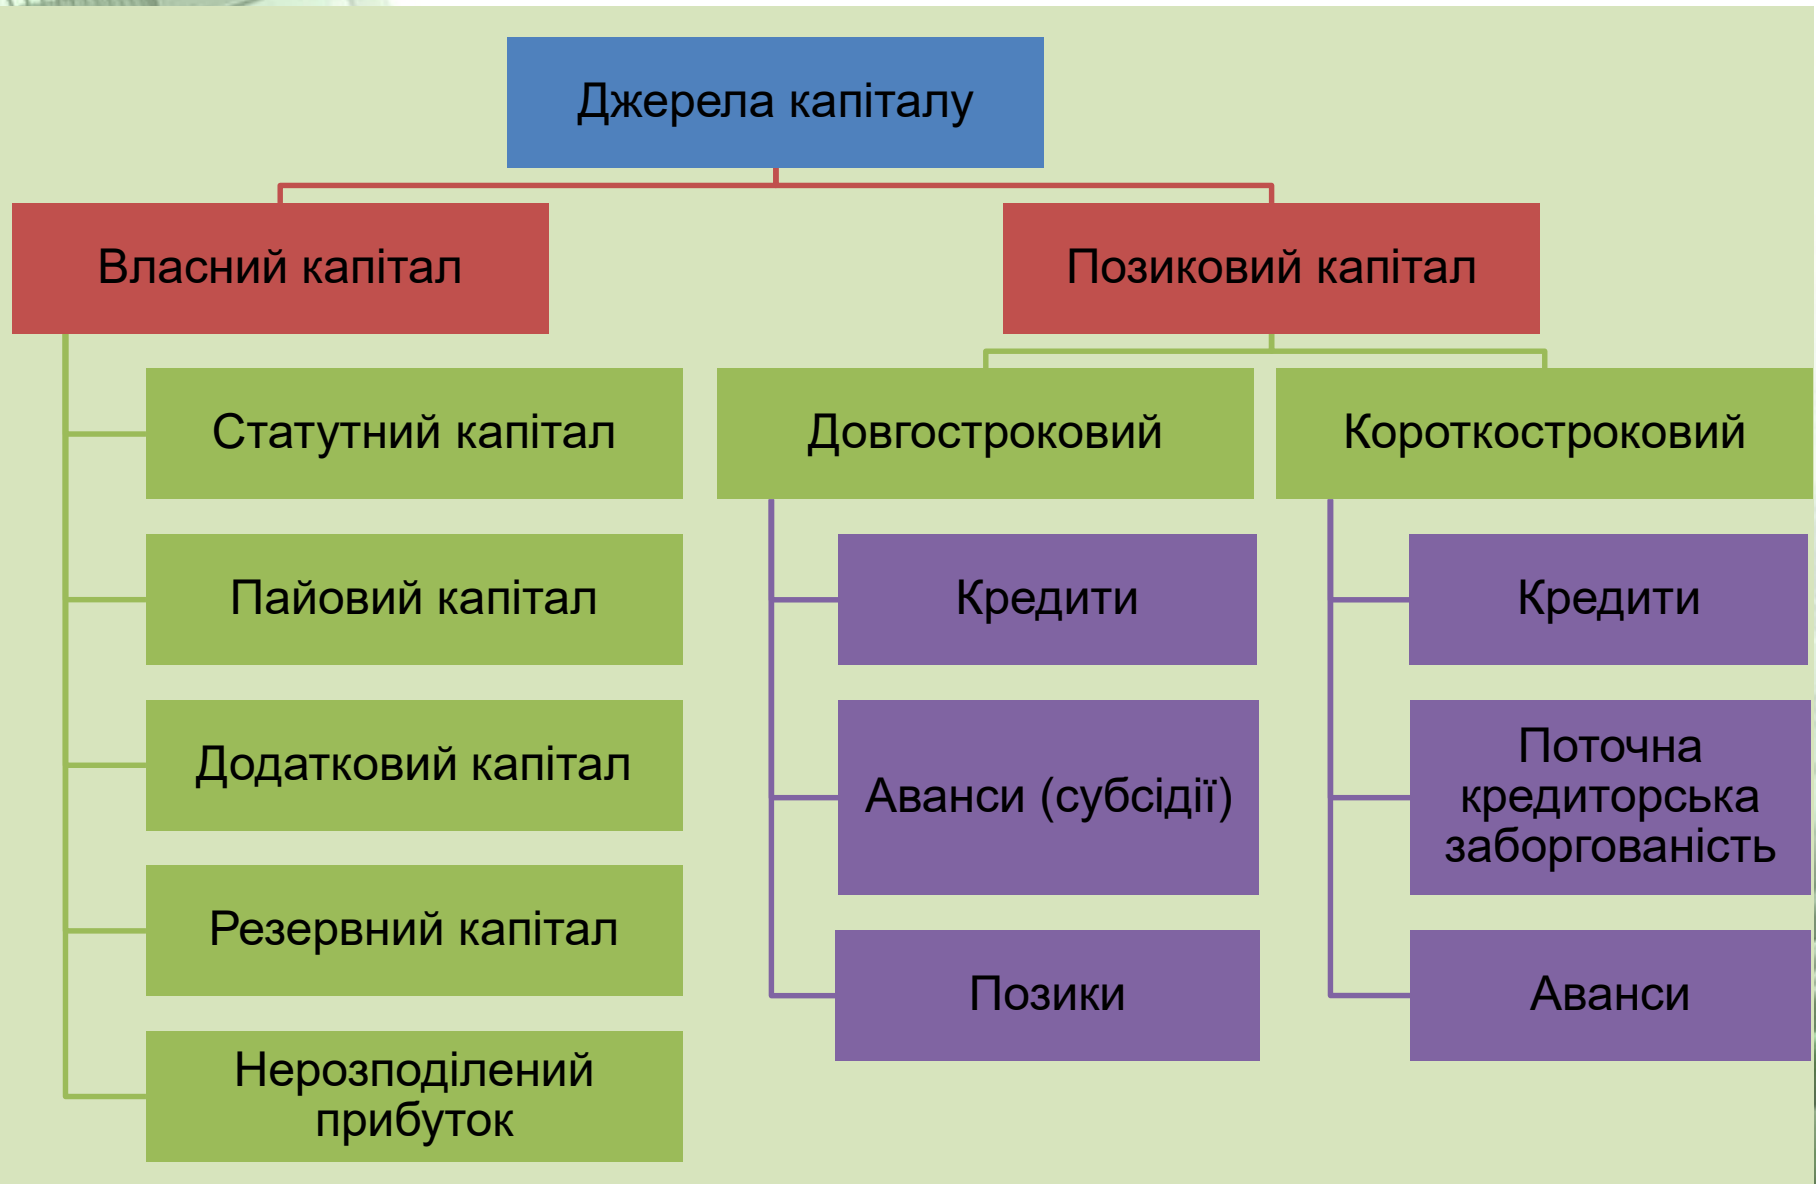 Джерела капіталу
Власний капітал
Позиковий капітал
Статутний капітал
Пайовий капітал
Додатковий капітал
Резервний капітал
Нерозподілений
прибуток
Довгостроковий
Кредити
Аванси (субсідії)
Позики
Короткостроковий
Кредити
Поточна
кредиторська
заборгованість
Аванси